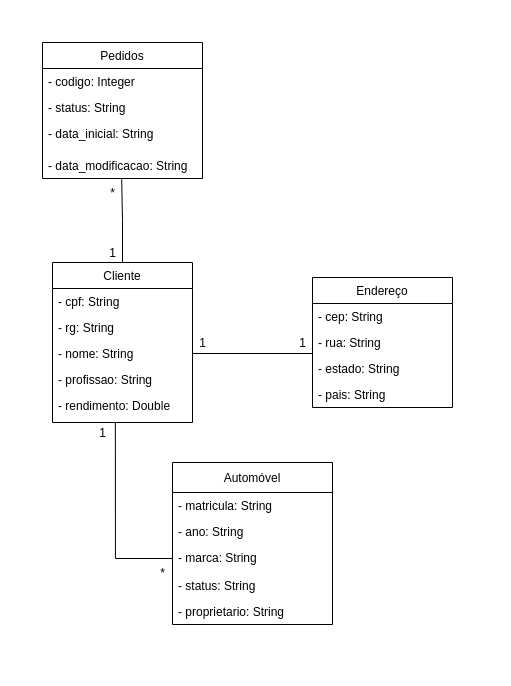 Pedidos
- codigo: Integer
- status: String
- data_inicial: String
- data_modificacao: String
*
1
Cliente
- cpf: String
- rg: String
- nome: String
- profissao: String
- rendimento: Double
1
1
Endereço
- cep: String
- rua: String
- estado: String
- pais: String
1
*
Automóvel
- matricula: String
- ano: String
- marca: String
- status: String
- proprietario: String